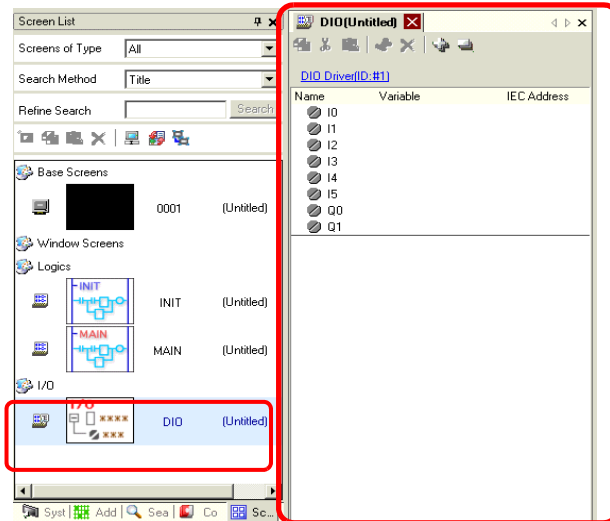 Screen List
Screens of Type All
Search Method Title
Refine Search Search
Base Screens
0001 (Untitled)
Window Screens
Logics
INIT INIT (Untitled)
MAIN MAIN (Untitled)
I/O
I/O **** *** DIO (Untitled)
Syst Add Sea Co Sc...
DIO(Untitled)
DIO Driver(ID:#1)
Name Variable IEC Address
I0
I1
I2
I3
I4
I5
Q0
Q1